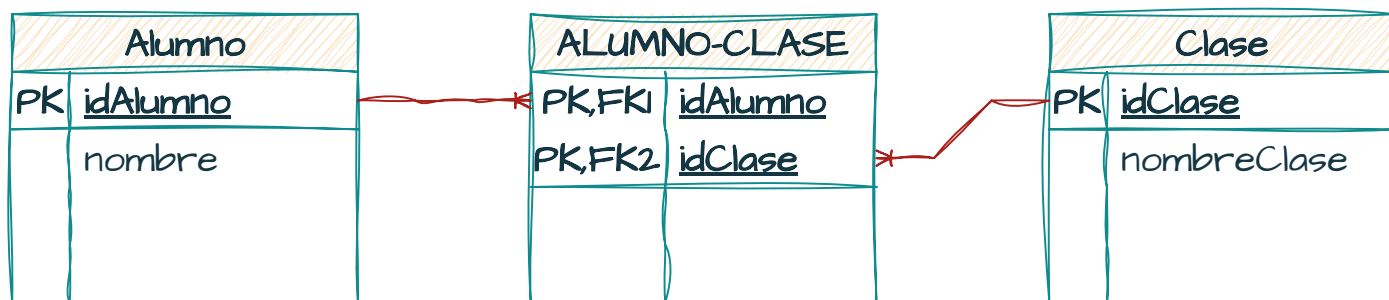 Alumno
PK idAlumno
nombre
ALUMNO-CLASE
PK,FK1 idAlumno
PK,FK2 idClase
Clase
PK idClase
nombreClase